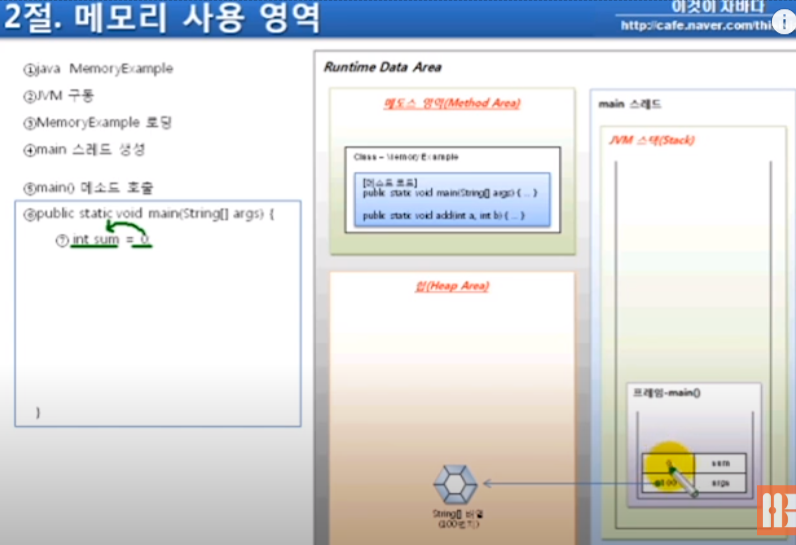 2절. 메모리 사용 영역
이것이 자바다
http://cafe.naver.com/thi
①java MemoryExample
②JVM 구동
③MemoryExample 로딩
④main 스레드 생성
⑤main() 메소드 호출
⑥public static void main(String[] args) {
⑦ int sum = 0;
}
Runtime Data Area
메도스 영역(Method Area)
Class – MemoryExample
[메소드 코드]
public static void main(String[] args) { ... }
public static void add(int a, int b) { ... }
힙(Heap Area)
String[] 배열
(100번지)
main 스레드
JVM 스택(Stack)
프레임-main()
sum
100
args